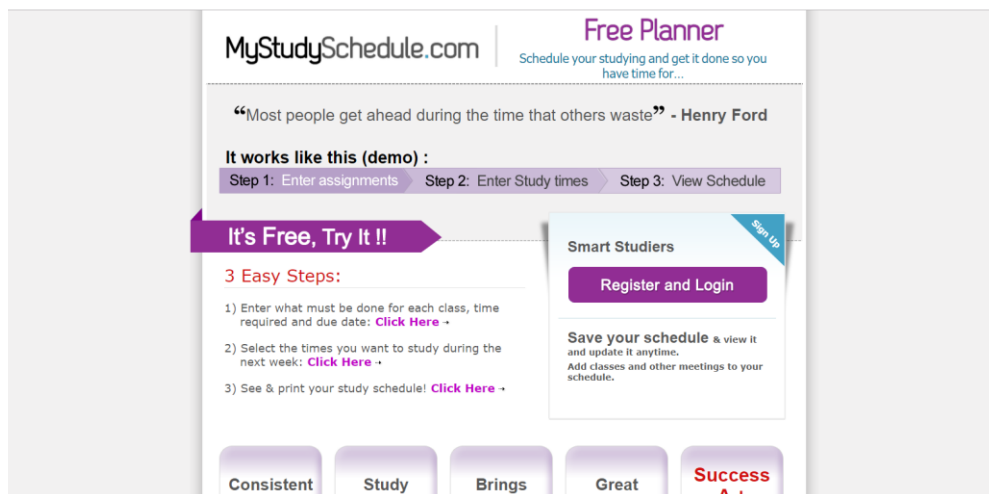 MyStudySchedule.com
Free Planner
Schedule your studying and get it done so you
have time for...
“Most people get ahead during the time that others waste” - Henry Ford
It works like this (demo) :
Step 1: Enter assignments Step 2: Enter Study times Step 3: View Schedule
It's Free, Try It !!
3 Easy Steps:
1) Enter what must be done for each class, time
required and due date: Click Here →
2) Select the times you want to study during the
next week: Click Here →
3) See & print your study schedule! Click Here →
Sign Up
Smart Studiers
Register and Login
Save your schedule & view it
and update it anytime.
Add classes and other meetings to your
schedule.
Consistent Study Brings Great Success